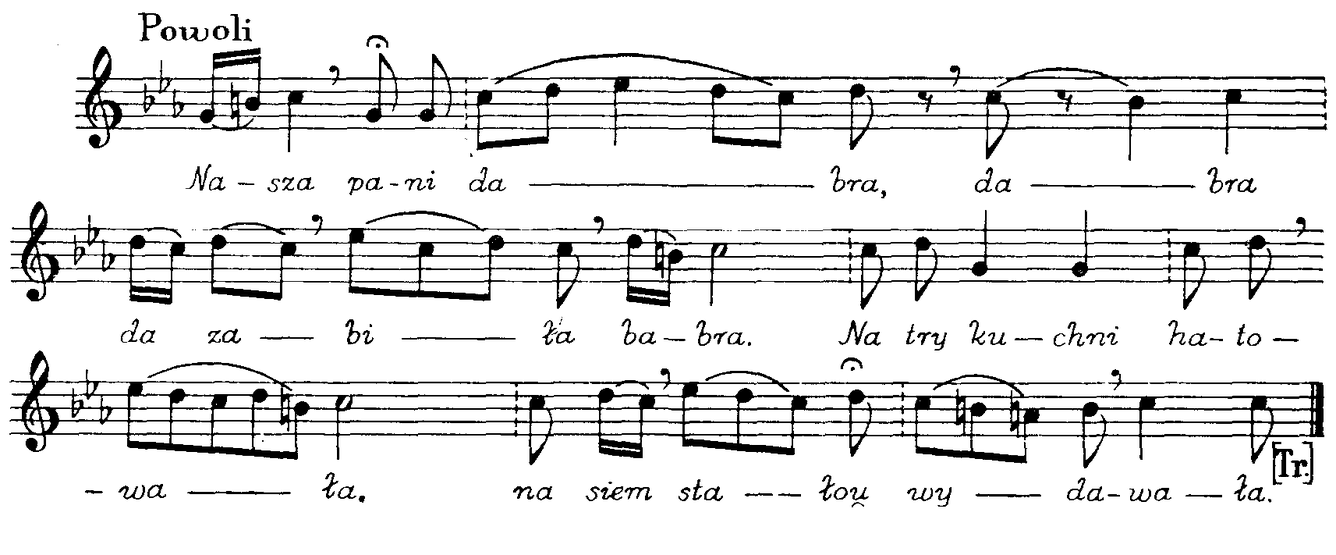 Powoli
Na – sza pa-ni da — bra, da — bra
da za — bi — ła ba – bra. Na try ku – chni ha- to –
– wa — ła. na siem sta –– łou̯ wy — da-wa — ła.
[Tr.]